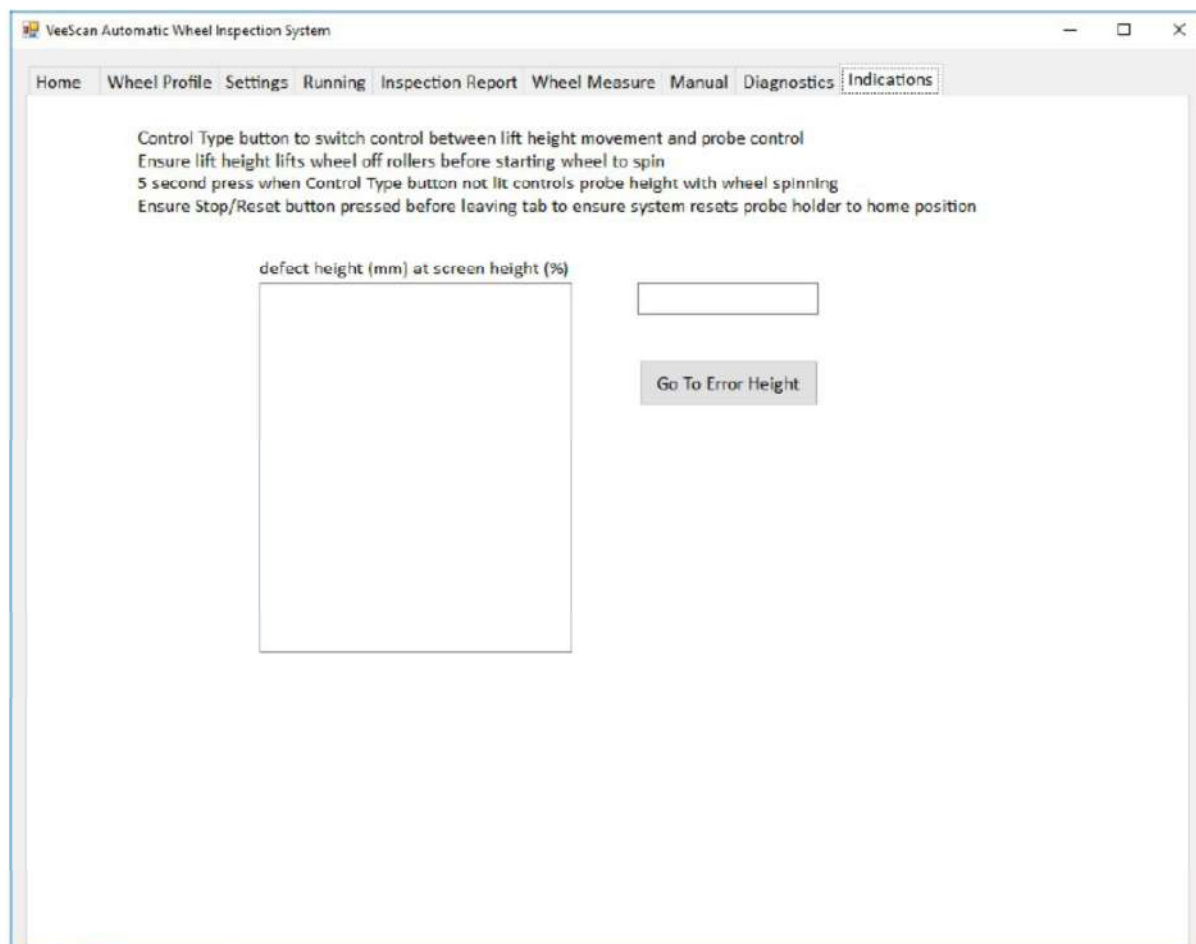 VeeScan Automatic Wheel Inspection System
Home Wheel Profile Settings Running Inspection Report Wheel Measure Manual Diagnostics Indications
Control Type button to switch control between lift height movement and probe control
Ensure lift height lifts wheel off rollers before starting wheel to spin
5 second press when Control Type button not lit controls probe height with wheel spinning
Ensure Stop/Reset button pressed before leaving tab to ensure system resets probe holder to home position
defect height (mm) at screen height (%)
Go To Error Height